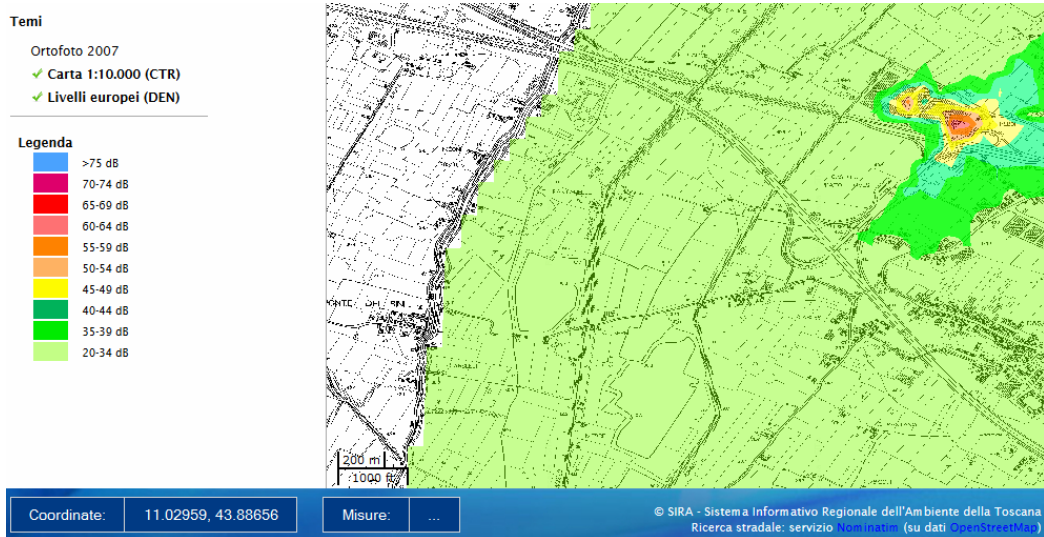 Temi
Ortofoto 2007
Carta 1:10.000 (CTR)
Livelli europei (DEN)
Legenda
>75 dB
70-74 dB
65-69 dB
60-64 dB
55-59 dB
50-54 dB
45-49 dB
40-44 dB
35-39 dB
20-34 dB
200 m
1000 ft
Coordinate:
11.02959, 43.88656
Misure:
...
© SIRA - Sistema Informativo Regionale dell'Ambiente della Toscana
Ricerca stradale: servizio Nominatim (su dati OpenStreetMap)